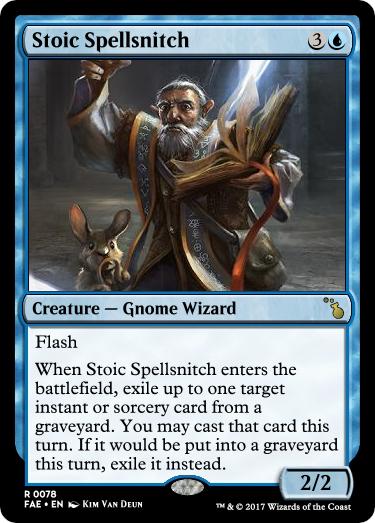 Stoic Spellsnitch 3
Creature — Gnome Wizard
Flash
When Stoic Spellsnitch enters the
battlefield, exile up to one target
instant or sorcery card from a
graveyard. You may cast that card this
turn. If it would be put into a graveyard
this turn, exile it instead.
2/2
R 0078
FAE • EN Kim Van Deun
™ & © 2017 Wizards of the Coast